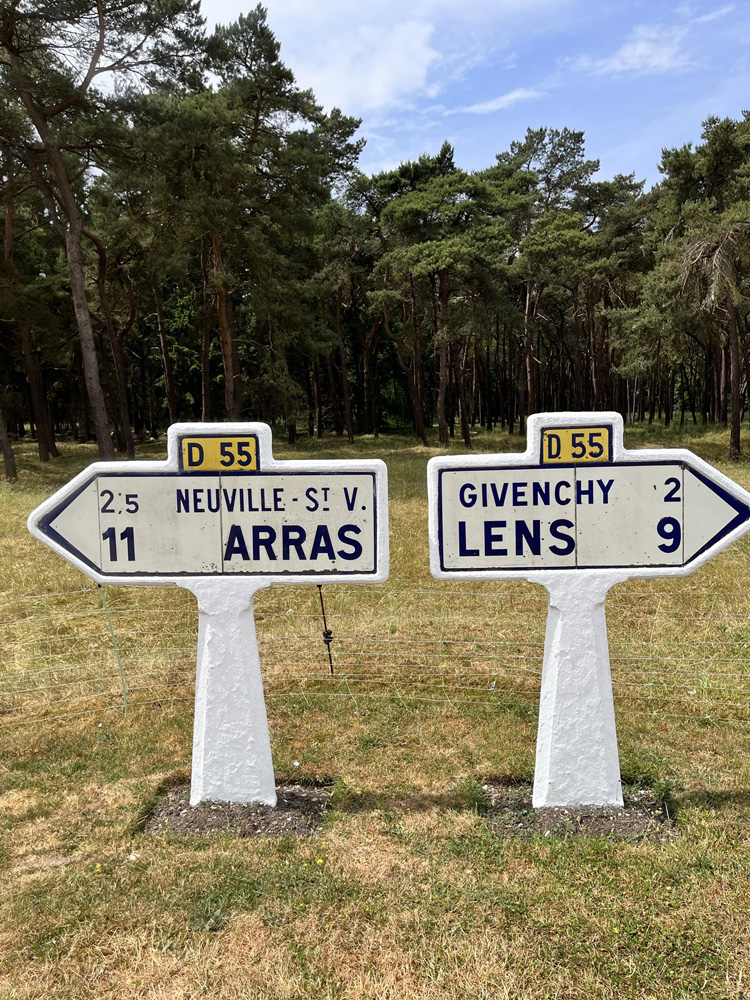 D 55
2,5 NEUVILLE - ST V.
11 ARRAS
D. 55
GIVENCHY 2
LENS 9